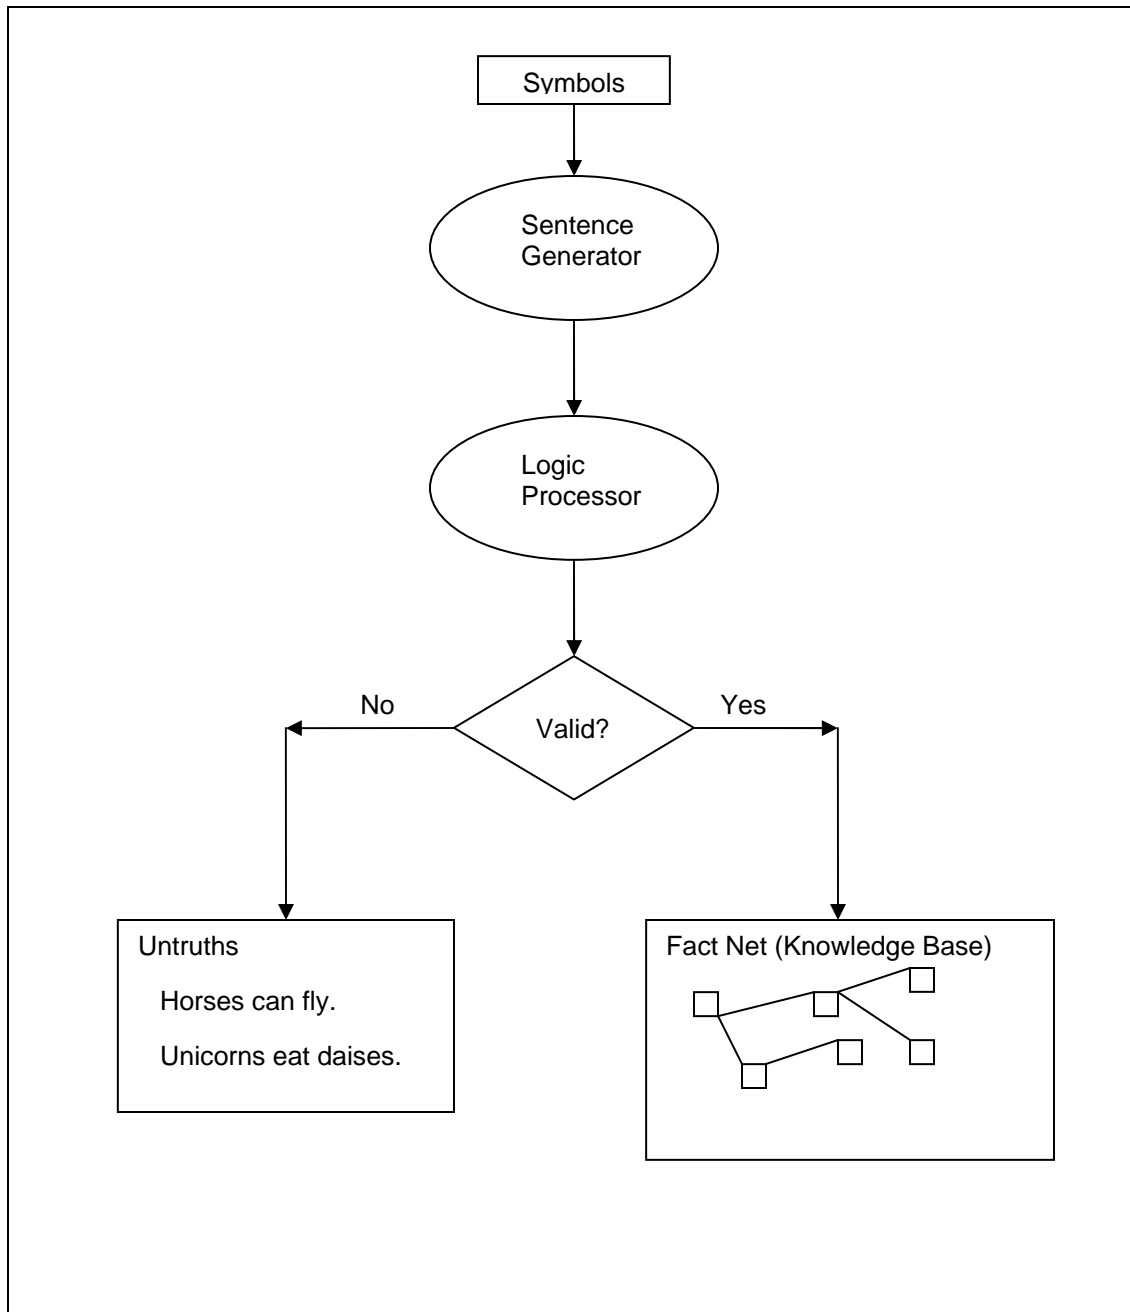 Symbols
Sentence
Generator
Logic
Processor
No
Yes
Valid?
Untruths
Horses can fly.
Unicorns eat daises.
Fact Net (Knowledge Base)